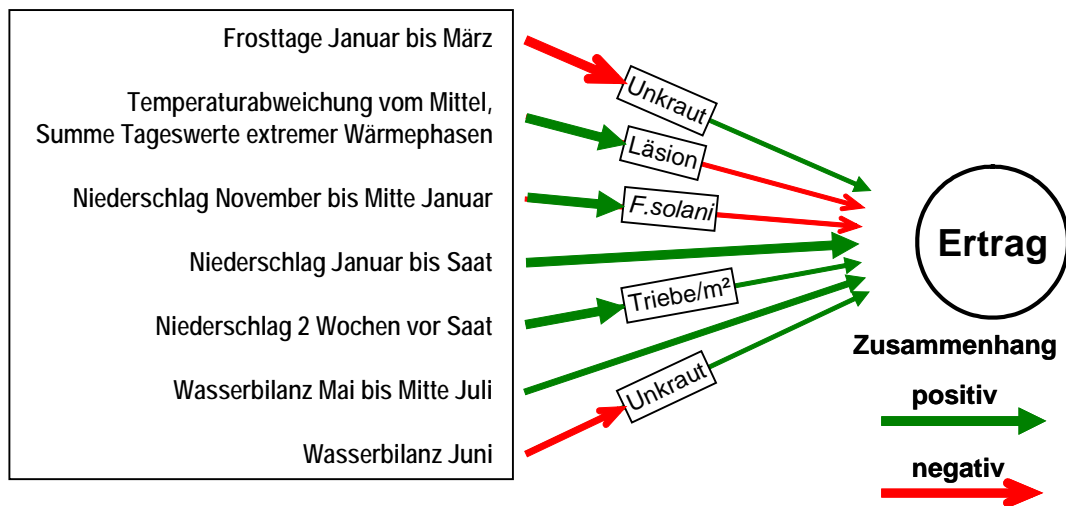 Frosttage Januar bis März
Temperaturabweichung vom Mittel,
Summe Tageswerte extremer Wärmephasen
Niederschlag November bis Mitte Januar
Niederschlag Januar bis Saat
Niederschlag 2 Wochen vor Saat
Wasserbilanz Mai bis Mitte Juli
Wasserbilanz Juni
Unkraut
Läsion
F.solani
Triebe/m²
Unkraut
Ertrag
Zusammenhang
positiv
negativ